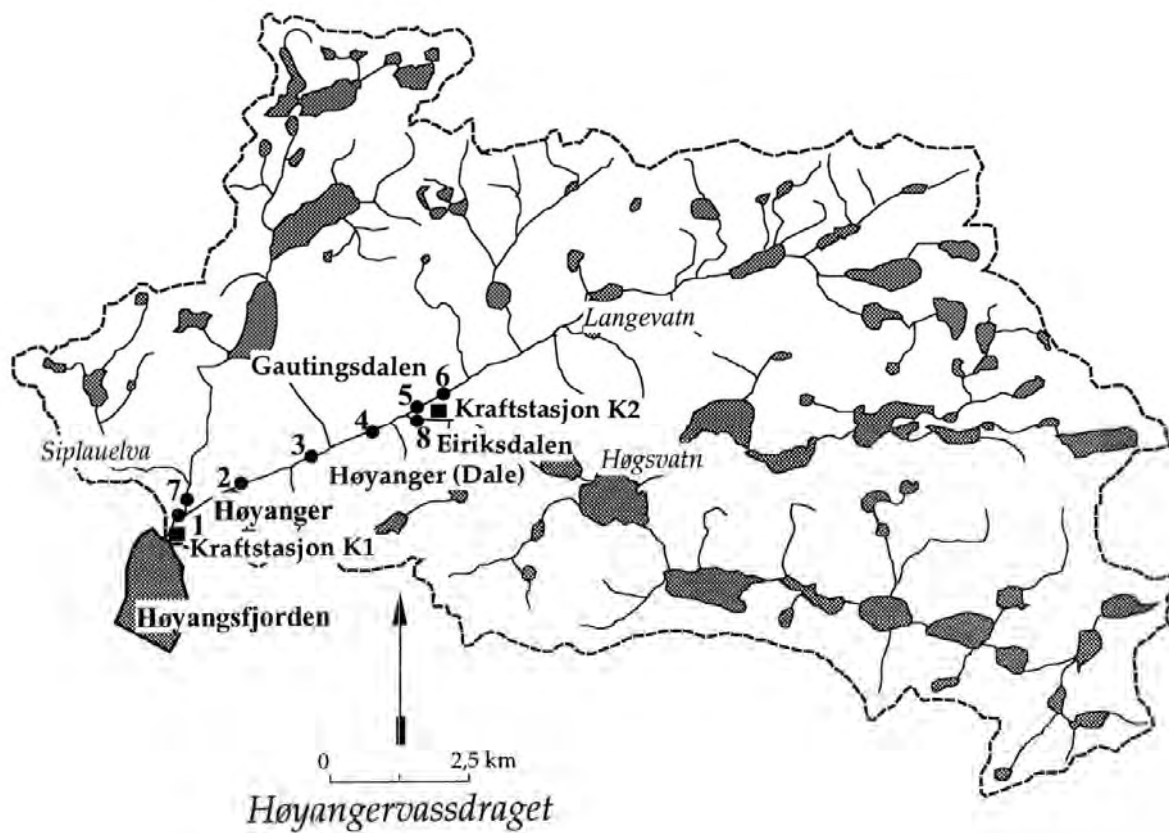 Langevatn
Gautingsdalen
6
5
Kraftstasjon K2
4
8
Eiriksdalen
3
Siplauelva
Høyanger (Dale)
Høgsvatn
2
7
Høyanger
1
Kraftstasjon K1
Høyangsfjorden
0
2,5 km
Høyangervassdraget